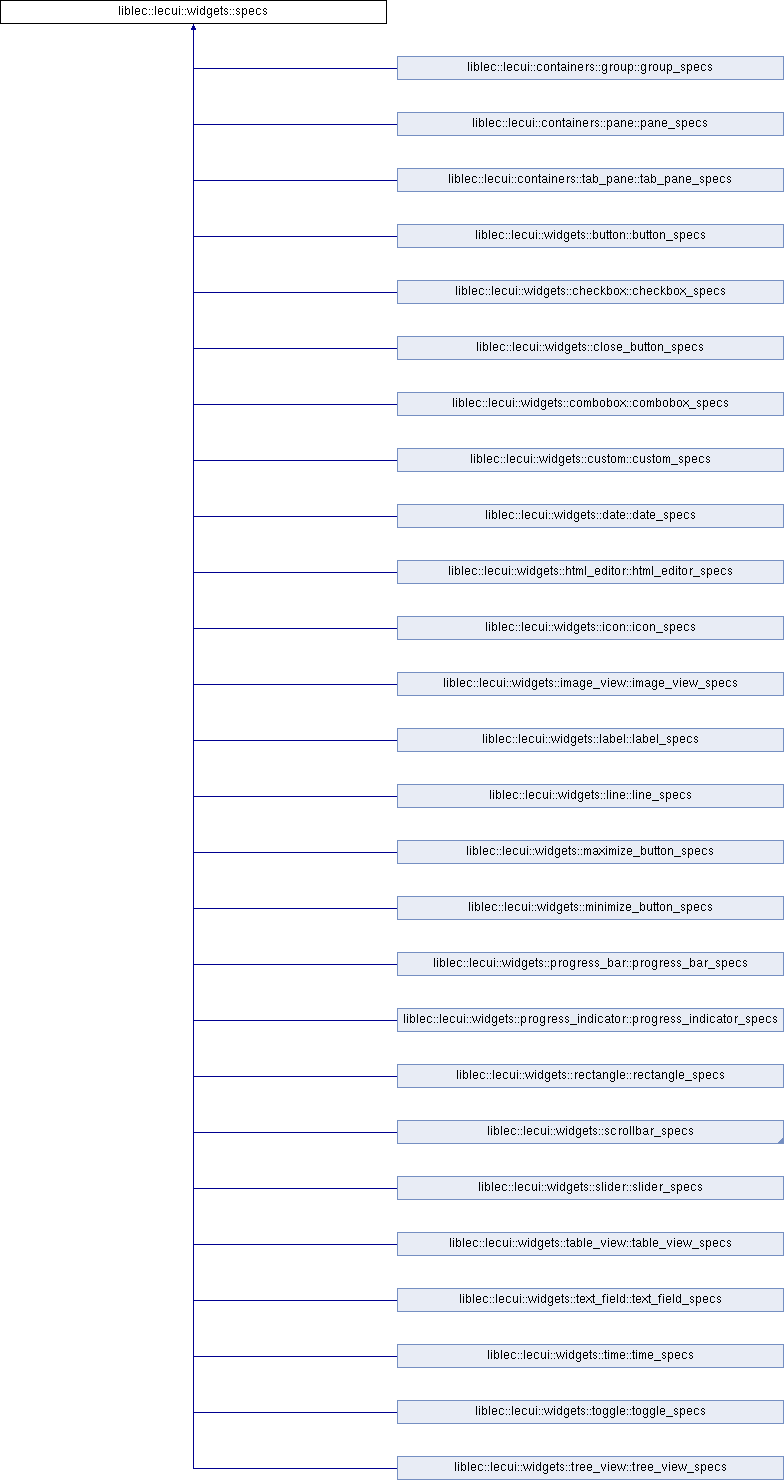 liblec::lecui::widgets::specs
liblec::lecui::containers::group::group_specs
liblec::lecui::containers::pane::pane_specs
liblec::lecui::containers::tab_pane::tab_pane_specs
liblec::lecui::widgets::button::button_specs
liblec::lecui::widgets::checkbox::checkbox_specs
liblec::lecui::widgets::close_button_specs
liblec::lecui::widgets::combobox::combobox_specs
liblec::lecui::widgets::custom::custom_specs
liblec::lecui::widgets::date::date_specs
liblec::lecui::widgets::html_editor::html_editor_specs
liblec::lecui::widgets::icon::icon_specs
liblec::lecui::widgets::image_view::image_view_specs
liblec::lecui::widgets::label::label_specs
liblec::lecui::widgets::line::line_specs
liblec::lecui::widgets::maximize_button_specs
liblec::lecui::widgets::minimize_button_specs
liblec::lecui::widgets::progress_bar::progress_bar_specs
liblec::lecui::widgets::progress_indicator::progress_indicator_specs
liblec::lecui::widgets::rectangle::rectangle_specs
liblec::lecui::widgets::scrollbar_specs
liblec::lecui::widgets::slider::slider_specs
liblec::lecui::widgets::table_view::table_view_specs
liblec::lecui::widgets::text_field::text_field_specs
liblec::lecui::widgets::time::time_specs
liblec::lecui::widgets::toggle::toggle_specs
liblec::lecui::widgets::tree_view::tree_view_specs